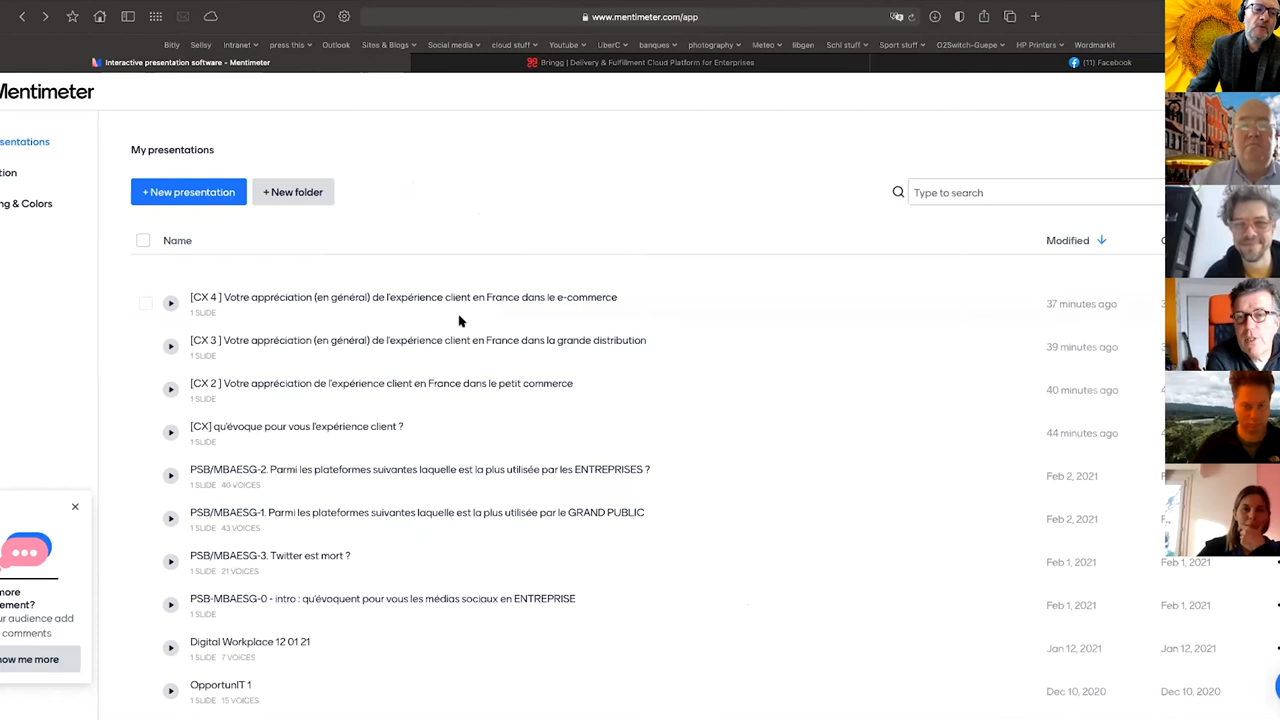 www.mentimeter.com/app
Bitly Sellsy Intranet press this Outlook Sites & Blogs Social media cloud stuff Youtube UberC banques photography Meteo libgen Schl stuff Sport stuff O2Switch-Guepe HP Printers Wordmarkit
Interactive presentation software - Mentimeter
Bringg | Delivery & Fulfillment Cloud Platform for Enterprises
(11) Facebook
Mentimeter
sentations
tion
ng & Colors
My presentations
+ New presentation
+ New folder
Type to search
Name
Modified
[CX 4 ] Votre appréciation (en général) de l'expérience client en France dans le e-commerce
1 SLIDE
37 minutes ago
[CX 3 ] Votre appréciation (en général) de l'expérience client en France dans la grande distribution
1 SLIDE
39 minutes ago
[CX 2 ] Votre appréciation de l'expérience client en France dans le petit commerce
1 SLIDE
40 minutes ago
[CX] qu'évoque pour vous l'expérience client ?
1 SLIDE
44 minutes ago
PSB/MBAESG-2. Parmi les plateformes suivantes laquelle est la plus utilisée par les ENTREPRISES ?
1 SLIDE 40 VOICES
Feb 2, 2021
PSB/MBAESG-1. Parmi les plateformes suivantes laquelle est la plus utilisée par le GRAND PUBLIC
1 SLIDE 43 VOICES
Feb 2, 2021
PSB/MBAESG-3. Twitter est mort ?
1 SLIDE 21 VOICES
Feb 1, 2021 Feb 1, 2021
PSB-MBAESG-0 - intro : qu'évoquent pour vous les médias sociaux en ENTREPRISE
1 SLIDE
Feb 1, 2021 Feb 1, 2021
Digital Workplace 12 01 21
1 SLIDE 7 VOICES
Jan 12, 2021 Jan 12, 2021
OpportunIT 1
1 SLIDE 15 VOICES
Dec 10, 2020 Dec 10, 2020
more
ement?
ur audience add
comments
ow me more